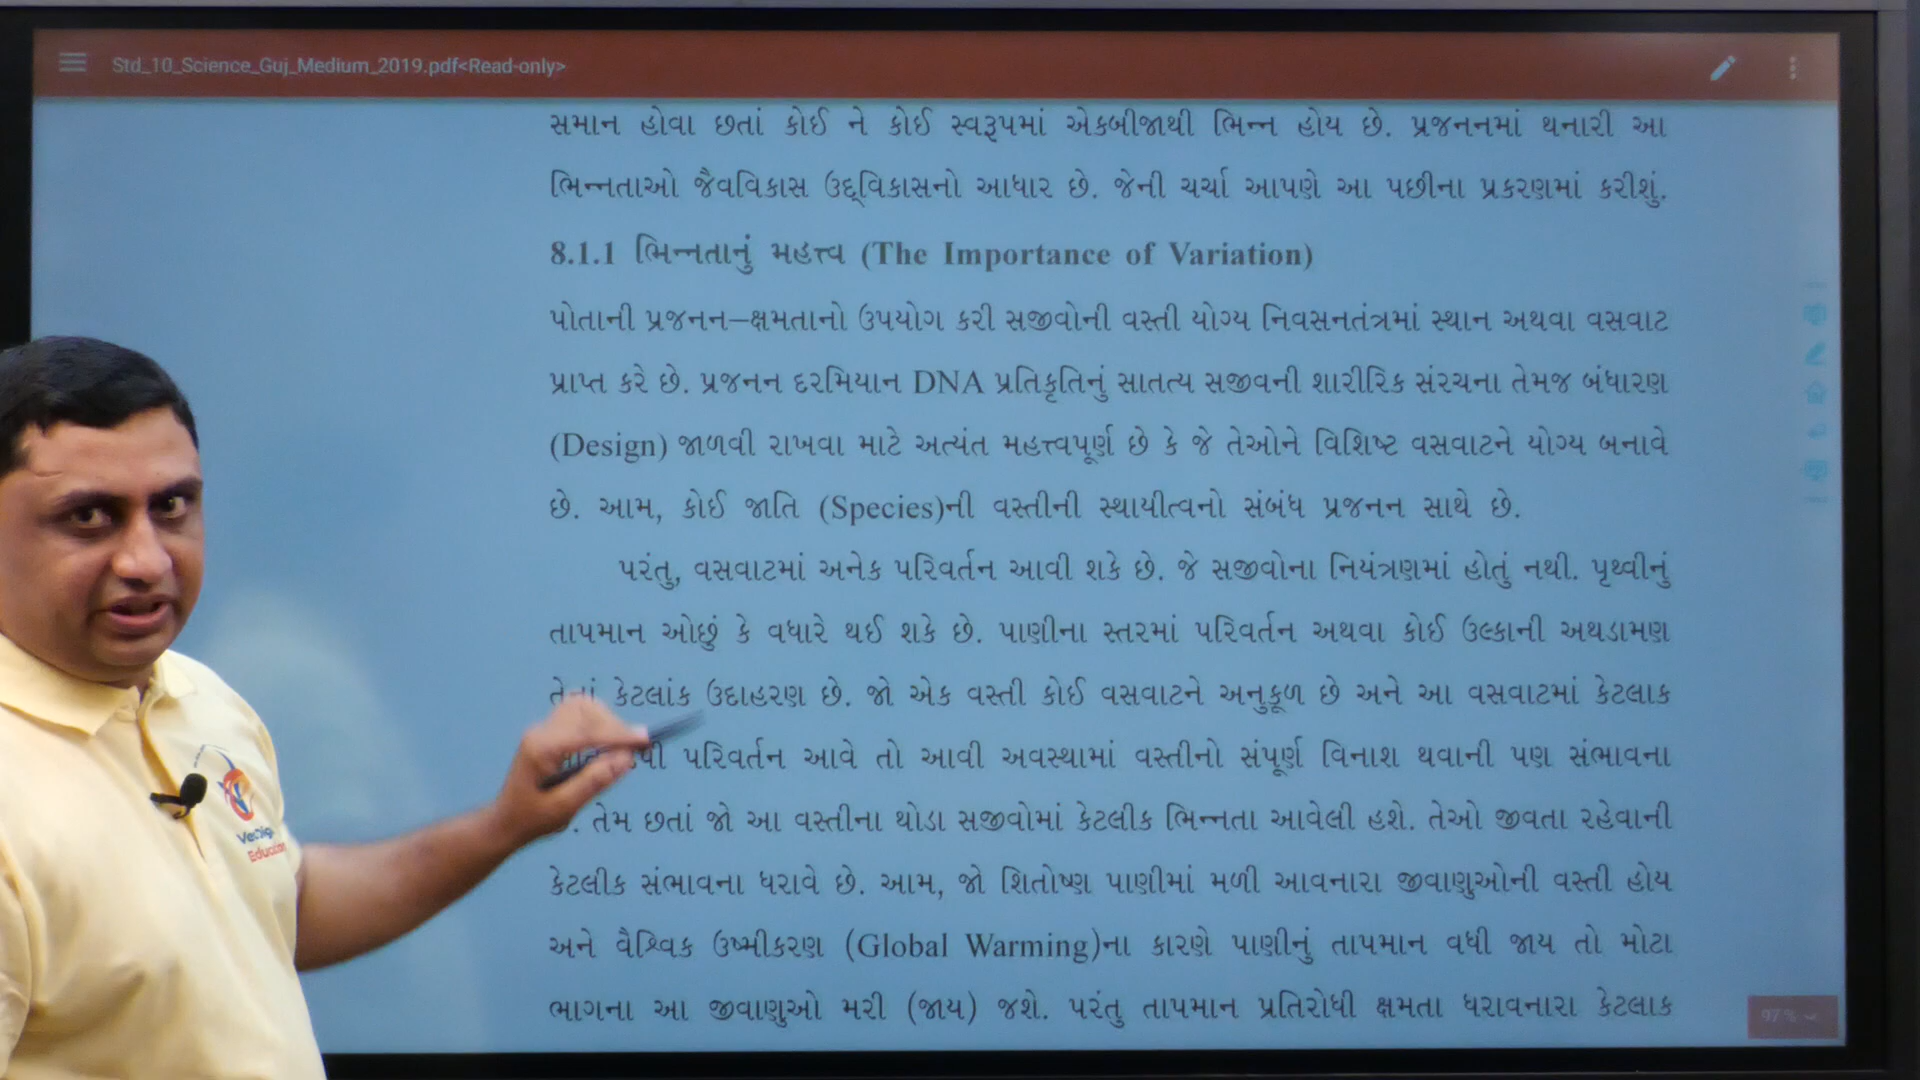 Std_10_Science_Guj_Medium_2019.pdf<Read-only>
સમાન હોવા છતાં કોઈ ને કોઈ સ્વરૂપમાં એકબીજાથી ભિન્ન હોય છે. પ્રજનનમાં થનારી આ
ભિન્નતાઓ જૈવવિકાસ ઉદ્‌વિકાસનો આધાર છે. જેની ચર્ચા આપણે આ પછીના પ્રકરણમાં કરીશું.
8.1.1 ભિન્નતાનું મહત્ત્વ (The Importance of Variation)
પોતાની પ્રજનન–ક્ષમતાનો ઉપયોગ કરી સજીવોની વસ્તી યોગ્ય નિવસનતંત્રમાં સ્થાન અથવા વસવાટ
પ્રાપ્ત કરે છે. પ્રજનન દરમિયાન DNA પ્રતિકૃતિનું સાતત્ય સજીવની શારીરિક સંરચના તેમજ બંધારણ
(Design) જાળવી રાખવા માટે અત્યંત મહત્ત્વપૂર્ણ છે કે જે તેઓને વિશિષ્ટ વસવાટને યોગ્ય બનાવે
છે. આમ, કોઈ જાતિ (Species)ની વસ્તીની સ્થાયીત્વનો સંબંધ પ્રજનન સાથે છે.
પરંતુ, વસવાટમાં અનેક પરિવર્તન આવી શકે છે. જે સજીવોના નિયંત્રણમાં હોતું નથી. પૃથ્વીનું
તાપમાન ઓછું કે વધારે થઈ શકે છે. પાણીના સ્તરમાં પરિવર્તન અથવા કોઈ ઉલ્કાની અથડામણ
કેટલાંક ઉદાહરણ છે. જો એક વસ્તી કોઈ વસવાટને અનુકૂળ છે અને આ વસવાટમાં કેટલાક
પરિવર્તન આવે તો આવી અવસ્થામાં વસ્તીનો સંપૂર્ણ વિનાશ થવાની પણ સંભાવના
તેમ છતાં જો આ વસ્તીના થોડા સજીવોમાં કેટલીક ભિન્નતા આવેલી હશે. તેઓ જીવતા રહેવાની
કેટલીક સંભાવના ધરાવે છે. આમ, જો શિતોષ્ણ પાણીમાં મળી આવનારા જીવાણુઓની વસ્તી હોય
અને વૈશ્વિક ઉષ્મીકરણ (Global Warming)ના કારણે પાણીનું તાપમાન વધી જાય તો મોટા
ભાગના આ જીવાણુઓ મરી (જાય) જશે. પરંતુ તાપમાન પ્રતિરોધી ક્ષમતા ધરાવનારા કેટલાક
97%